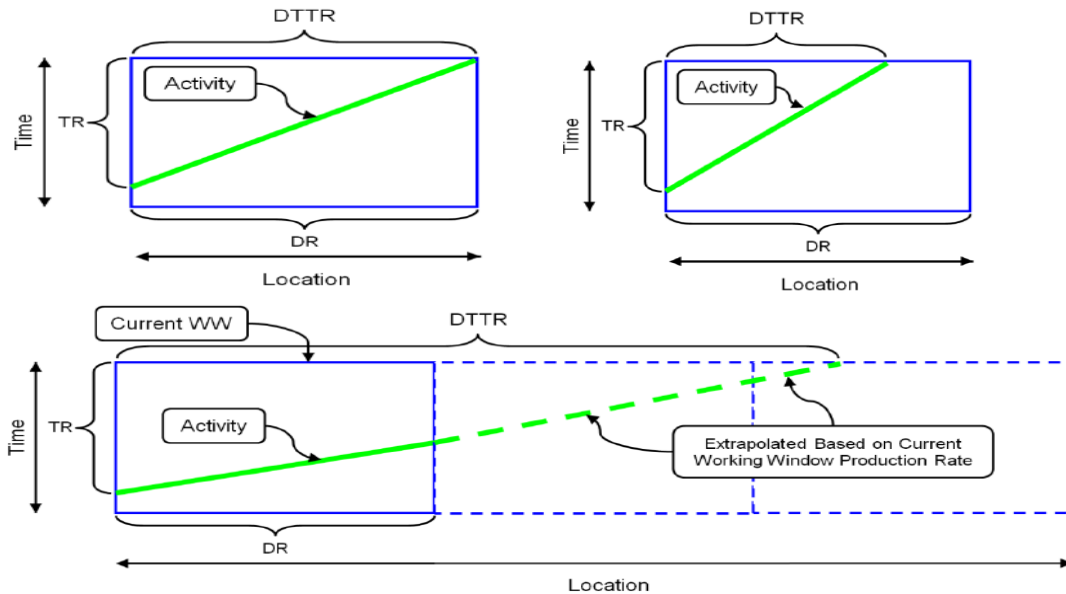 DTTR
Activity
TR
Time
DR
Location
DTTR
Activity
TR
Time
DR
Location
Current WW
DTTR
Activity
TR
Time
Extrapolated Based on Current
Working Window Production Rate
DR
Location